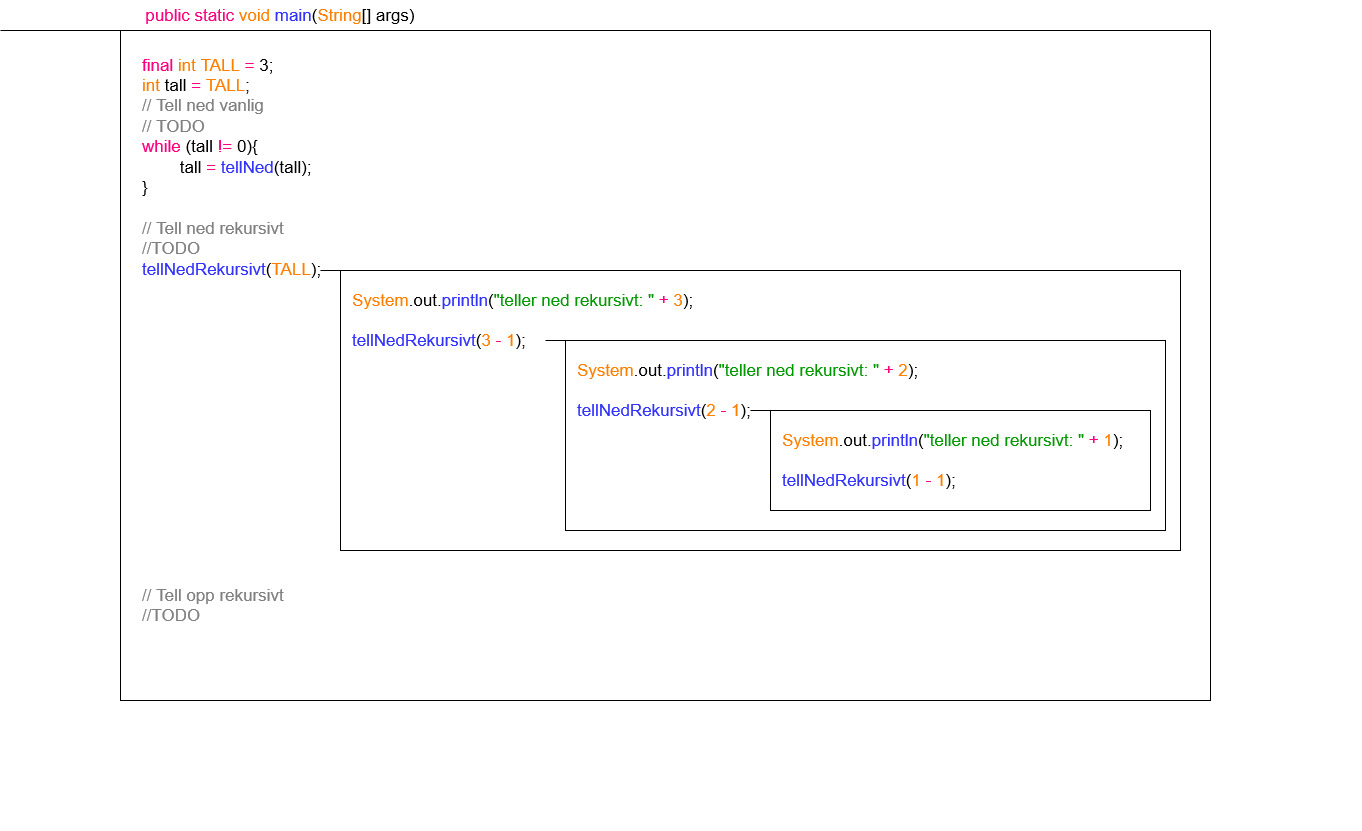 public static void main(String[] args)
final int TALL = 3;
int tall = TALL;
// Tell ned vanlig
// TODO
while (tall != 0){
tall = tellNed(tall);
}
// Tell ned rekursivt
//TODO
tellNedRekursivt(TALL);
System.out.println("teller ned rekursivt: " + 3);
tellNedRekursivt(3 - 1);
System.out.println("teller ned rekursivt: " + 2);
tellNedRekursivt(2 - 1);
System.out.println("teller ned rekursivt: " + 1);
tellNedRekursivt(1 - 1);
// Tell opp rekursivt
//TODO